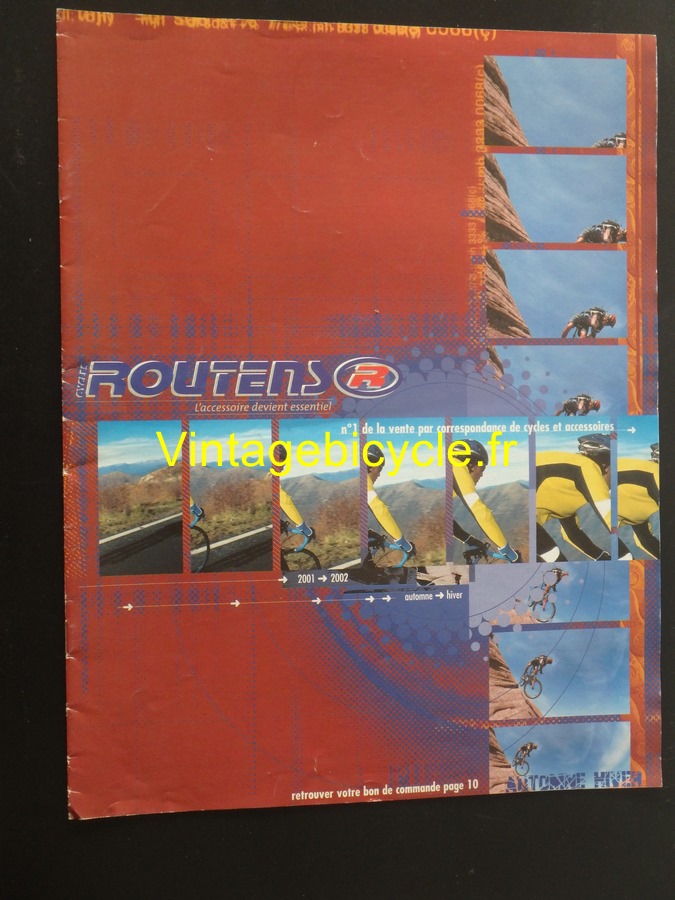 CYCLES
ROUTENS R
L'accessoire devient essentiel
n°1 de la vente par correspondance de cycles et accessoires →
Vintagebicycle.fr
→ 2001 → 2002
automne → hiver
retrouver votre bon de commande page 10
AUTOMNE HIVER